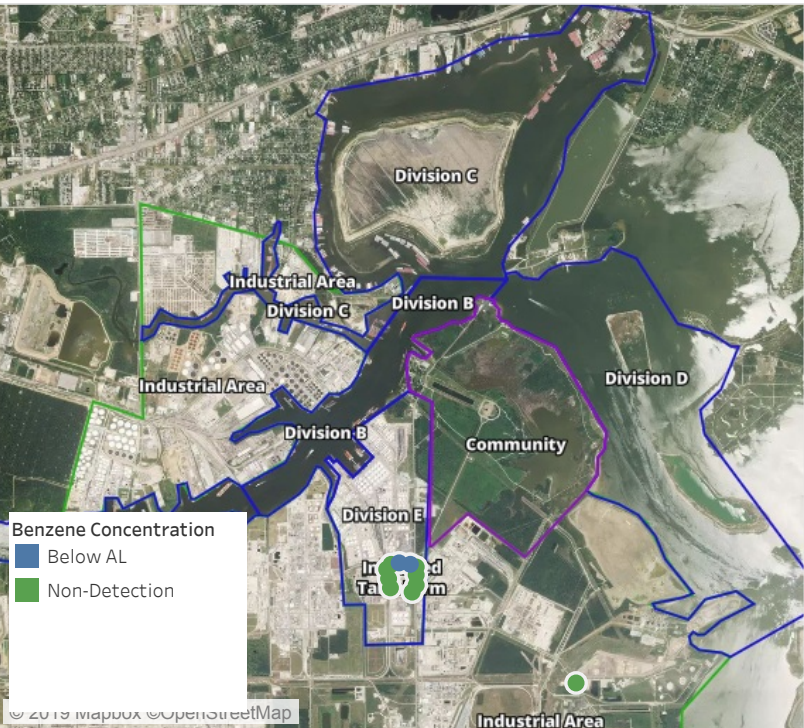 Division C
Industrial Area
Division B
Division C
Division D
Industrial Area
Division B
Community
Division E
Benzene Concentration
Below AL
Non-Detection
© 2019 Mapbox ©OpenStreetMap
Industrial Area